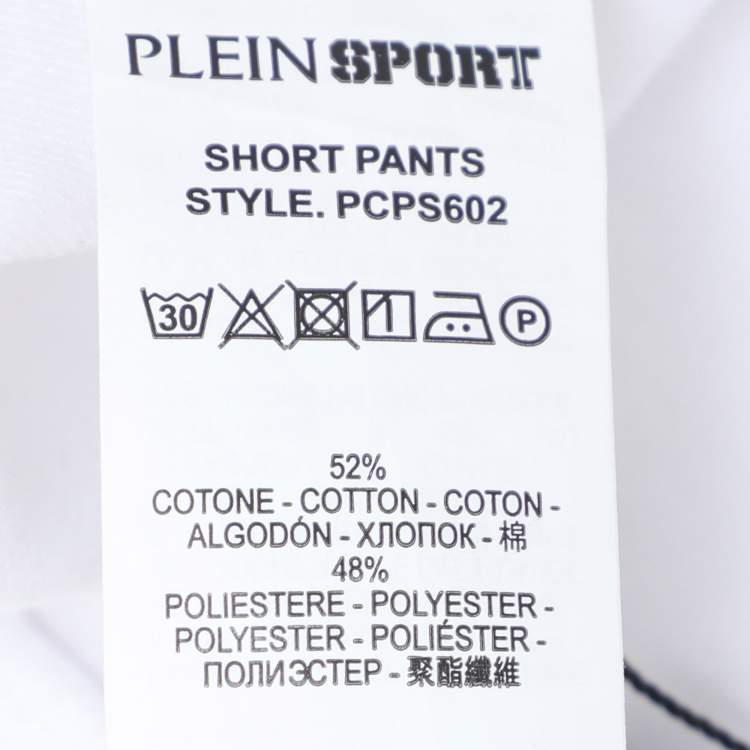 PLEIN SPORT
SHORT PANTS
STYLE. PCPS602
30 P
52%
COTONE - COTTON - COTON -
ALGODÓN - ХЛОПОК - 棉
48%
POLIESTERE - POLYESTER -
POLYESTER - POLIÉSTER -
ПОЛИЭСТЕР - 聚酯纖維